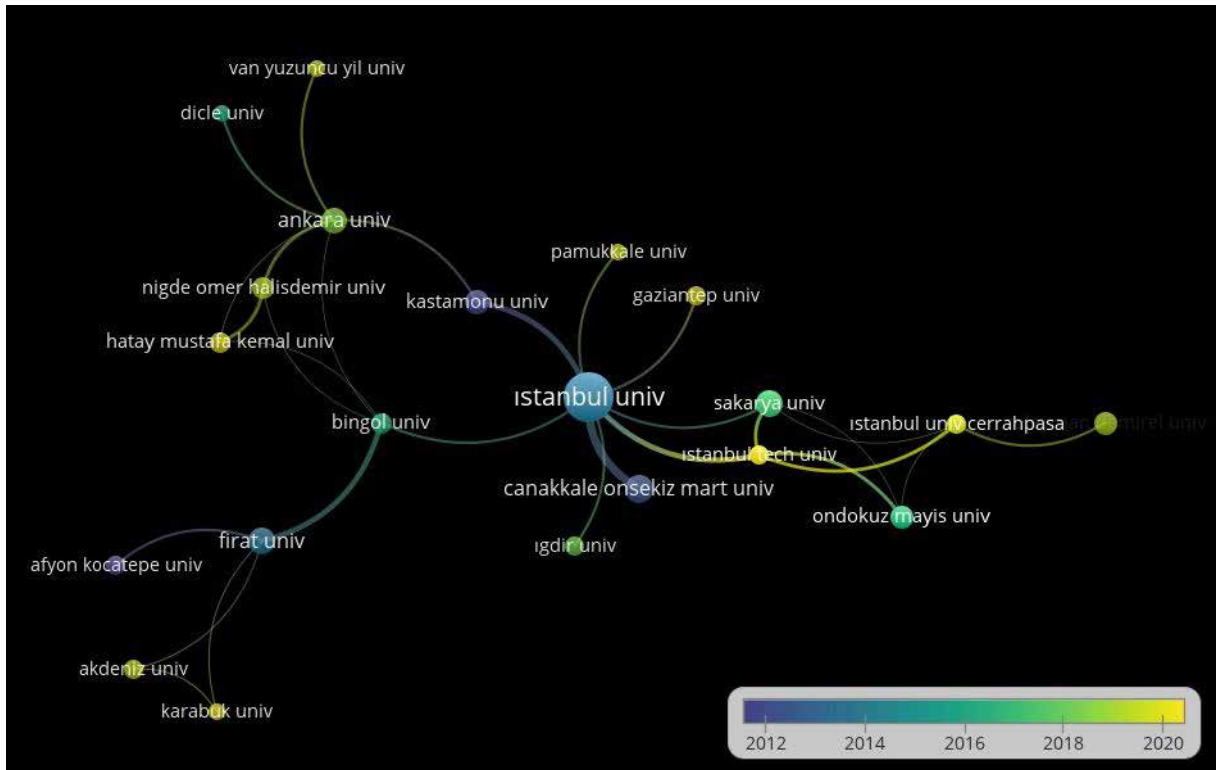 van yuzuncu yil univ
dicle univ
ankara univ
pamukkale univ
nigde omer halisdemir univ
gaziantep univ
kastamonu univ
hatay mustafa kemal univ
ıstanbul univ
sakarya univ
bingol univ
ıstanbul univ cerrahpasa
demirel univ
ıstanbul tech univ
canakkale onsekiz mart univ
ondokuz mayis univ
firat univ
ıgdir univ
afyon kocatepe univ
akdeniz univ
karabuk univ
2012 2014 2016 2018 2020